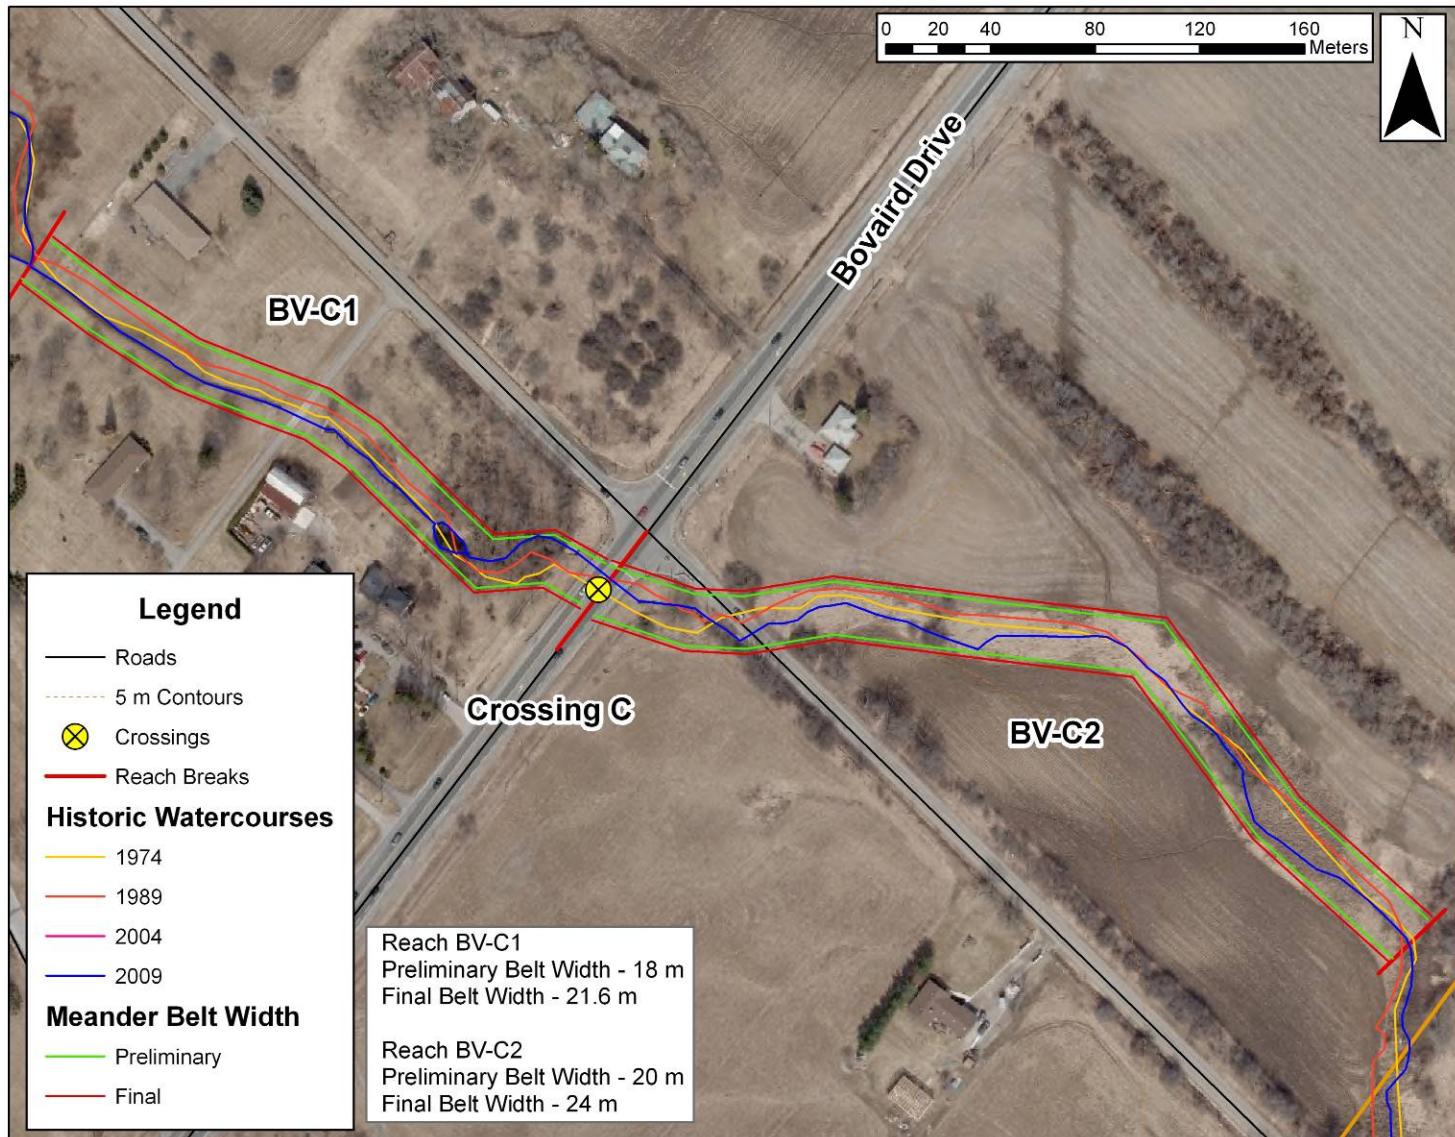 0 20 40 80 120 160
Meters
N
Bovaird Drive
BV-C1
Crossing C
BV-C2
Legend
Roads
5 m Contours
Crossings
Reach Breaks
Historic Watercourses
1974
1989
2004
2009
Meander Belt Width
Preliminary
Final
Reach BV-C1
Preliminary Belt Width - 18 m
Final Belt Width - 21.6 m
Reach BV-C2
Preliminary Belt Width - 20 m
Final Belt Width - 24 m